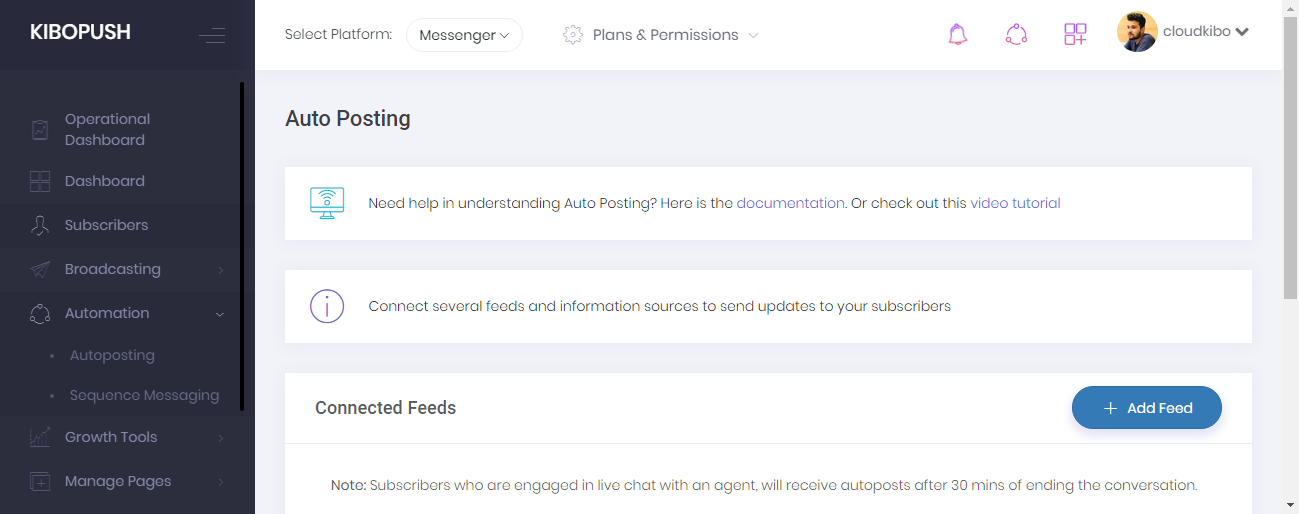 KIBOPUSH
Select Platform: Messenger Plans & Permissions cloudkibo
Operational
Dashboard
Dashboard
Subscribers
Broadcasting
Automation
Autoposting
Sequence Messaging
Growth Tools
Manage Pages
Auto Posting
Need help in understanding Auto Posting? Here is the documentation. Or check out this video tutorial
Connect several feeds and information sources to send updates to your subscribers
Connected Feeds
Add Feed
Note: Subscribers who are engaged in live chat with an agent, will receive autoposts after 30 mins of ending the conversation.